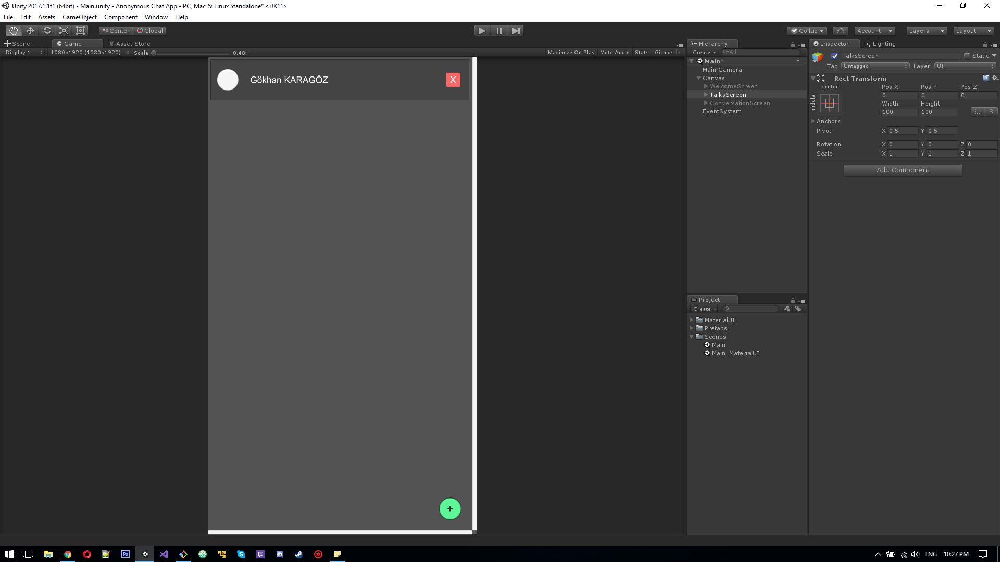 Unity 2017.1.1f1 (64bit) - Main.unity - Anonymous Chat App - PC, Mac & Linux Standalone* <DX11>
File Edit Assets GameObject Component Window Help
Center Global Collab Account Layers Layout
Scene Game Asset Store
Display 1 1080x1920 (1080x1920) Scale 0.48: Maximize On Play Mute Audio Stats Gizmos
Gökhan KARAGÖZ X
+
Hierarchy
Create All
Main*
Main Camera
Canvas
WelcomeScreen
TalksScreen
ConversationScreen
EventSystem
Project
Create
MaterialUI
Prefabs
Scenes
Main
Main_MaterialUI
Inspector Lighting
TalksScreen Static
Tag Untagged Layer UI
Rect Transform
center Pos X Pos Y Pos Z
middle 0 0 0
Width Height
100 100 R
Anchors
Pivot X 0.5 Y 0.5
Rotation X 0 Y 0 Z 0
Scale X 1 Y 1 Z 1
Add Component
Ps ENG 10:27 PM